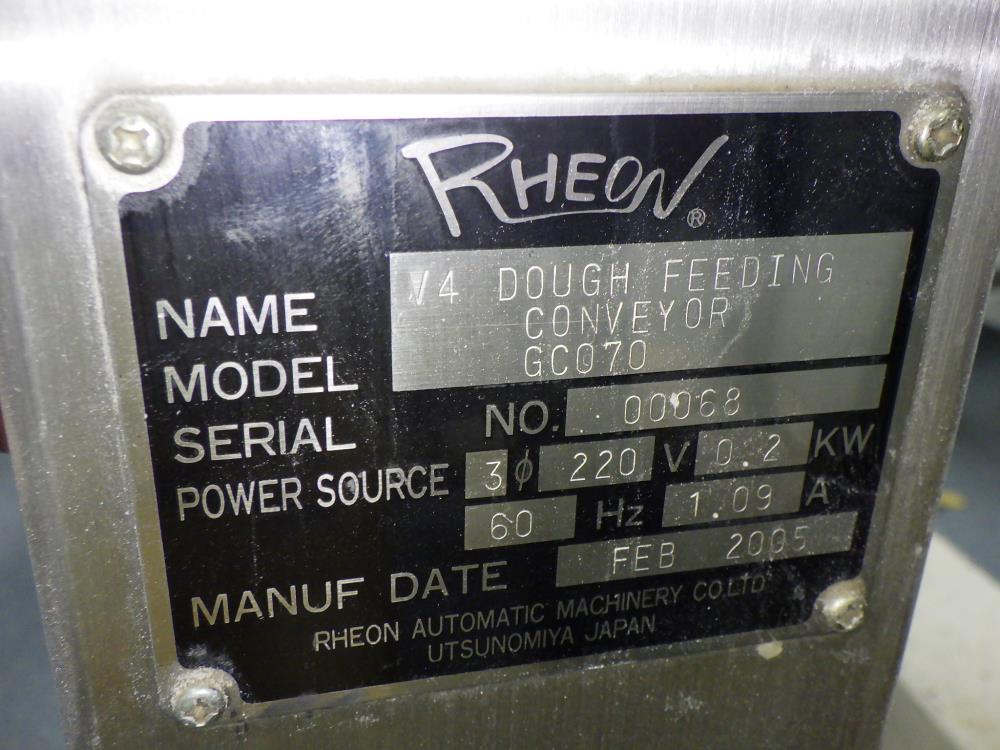 RHEON®
NAME V4 DOUGH FEEDING
CONVEYOR
MODEL GC070
SERIAL NO. 00068
POWER SOURCE 3φ 220 V 0.2 KW
60 Hz 1.09 A
MANUF DATE FEB 2005
RHEON AUTOMATIC MACHINERY CO.LTD
UTSUNOMIYA JAPAN